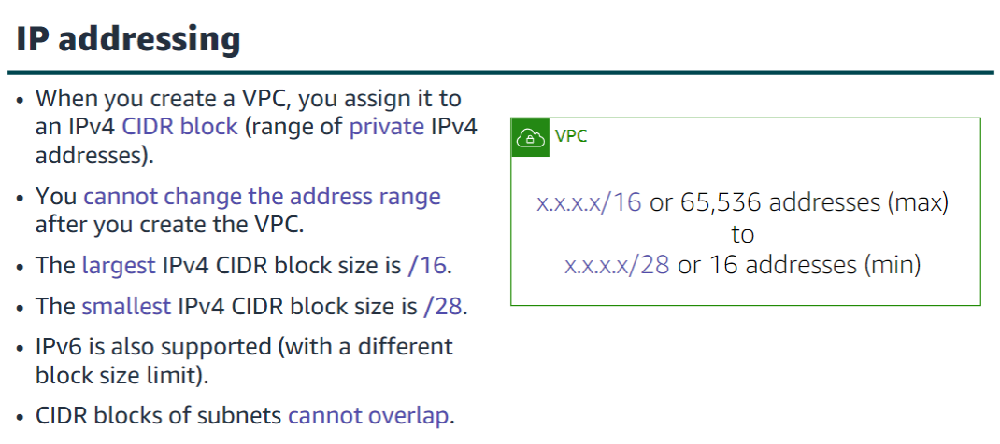 IP addressing
• When you create a VPC, you assign it to
an IPv4 CIDR block (range of private IPv4
addresses).
• You cannot change the address range
after you create the VPC.
• The largest IPv4 CIDR block size is /16.
• The smallest IPv4 CIDR block size is /28.
• IPv6 is also supported (with a different
block size limit).
• CIDR blocks of subnets cannot overlap.
VPC
x.x.x.x/16 or 65,536 addresses (max)
to
x.x.x.x/28 or 16 addresses (min)